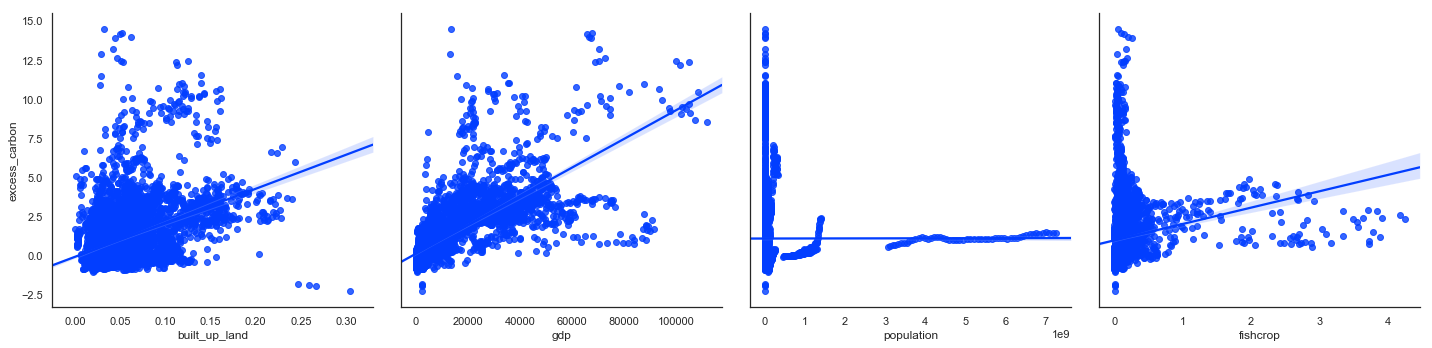 15.0
12.5
10.0
7.5
5.0
2.5
0.0
−2.5
excess_carbon
0.00 0.05 0.10 0.15 0.20 0.25 0.30
built_up_land
0 20000 40000 60000 80000 100000
gdp
0 1 2 3 4 5 6 7
1e9
population
0 1 2 3 4
fishcrop